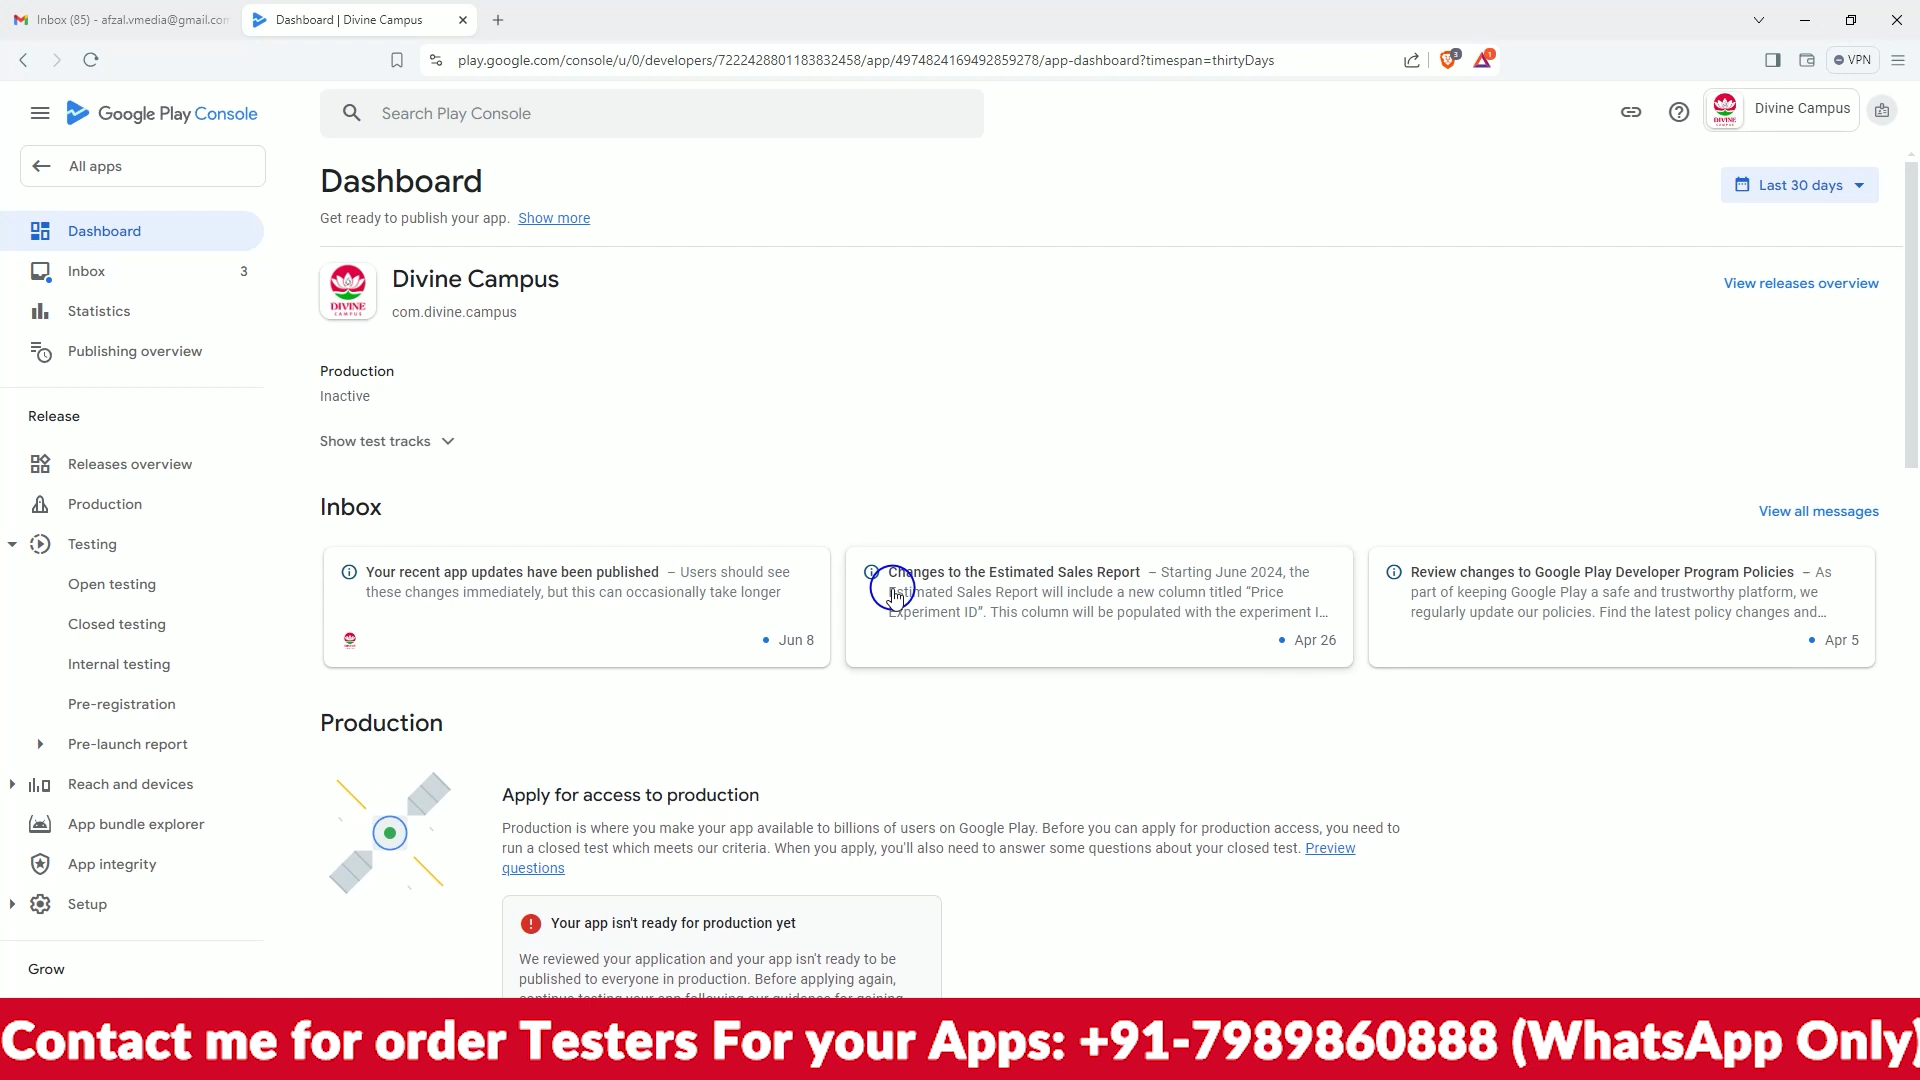 Inbox (85) - afzal.vmedia@gmail.com
Dashboard | Divine Campus
play.google.com/console/u/0/developers/7222428801183832458/app/4974824169492859278/app-dashboard?timespan=thirtyDays
3
1
VPN
Google Play Console
Search Play Console
DIVINE
Divine Campus
All apps
Dashboard
Inbox 3
Statistics
Publishing overview
Release
Releases overview
Production
Testing
Open testing
Closed testing
Internal testing
Pre-registration
Pre-launch report
Reach and devices
App bundle explorer
App integrity
Setup
Grow
Dashboard
Last 30 days
Get ready to publish your app. Show more
DIVINE
CAMPUS
Divine Campus
com.divine.campus
View releases overview
Production
Inactive
Show test tracks
Inbox
View all messages
Your recent app updates have been published – Users should see
these changes immediately, but this can occasionally take longer
Jun 8
Changes to the Estimated Sales Report – Starting June 2024, the
Estimated Sales Report will include a new column titled “Price
Experiment ID”. This column will be populated with the experiment I...
Apr 26
Review changes to Google Play Developer Program Policies – As
part of keeping Google Play a safe and trustworthy platform, we
regularly update our policies. Find the latest policy changes and...
Apr 5
Production
Apply for access to production
Production is where you make your app available to billions of users on Google Play. Before you can apply for production access, you need to
run a closed test which meets our criteria. When you apply, you'll also need to answer some questions about your closed test. Preview
questions
Your app isn't ready for production yet
We reviewed your application and your app isn't ready to be
published to everyone in production. Before applying again,
continue testing your app following our guidance for gaining
Contact me for order Testers For your Apps: +91-7989860888 (WhatsApp Only)